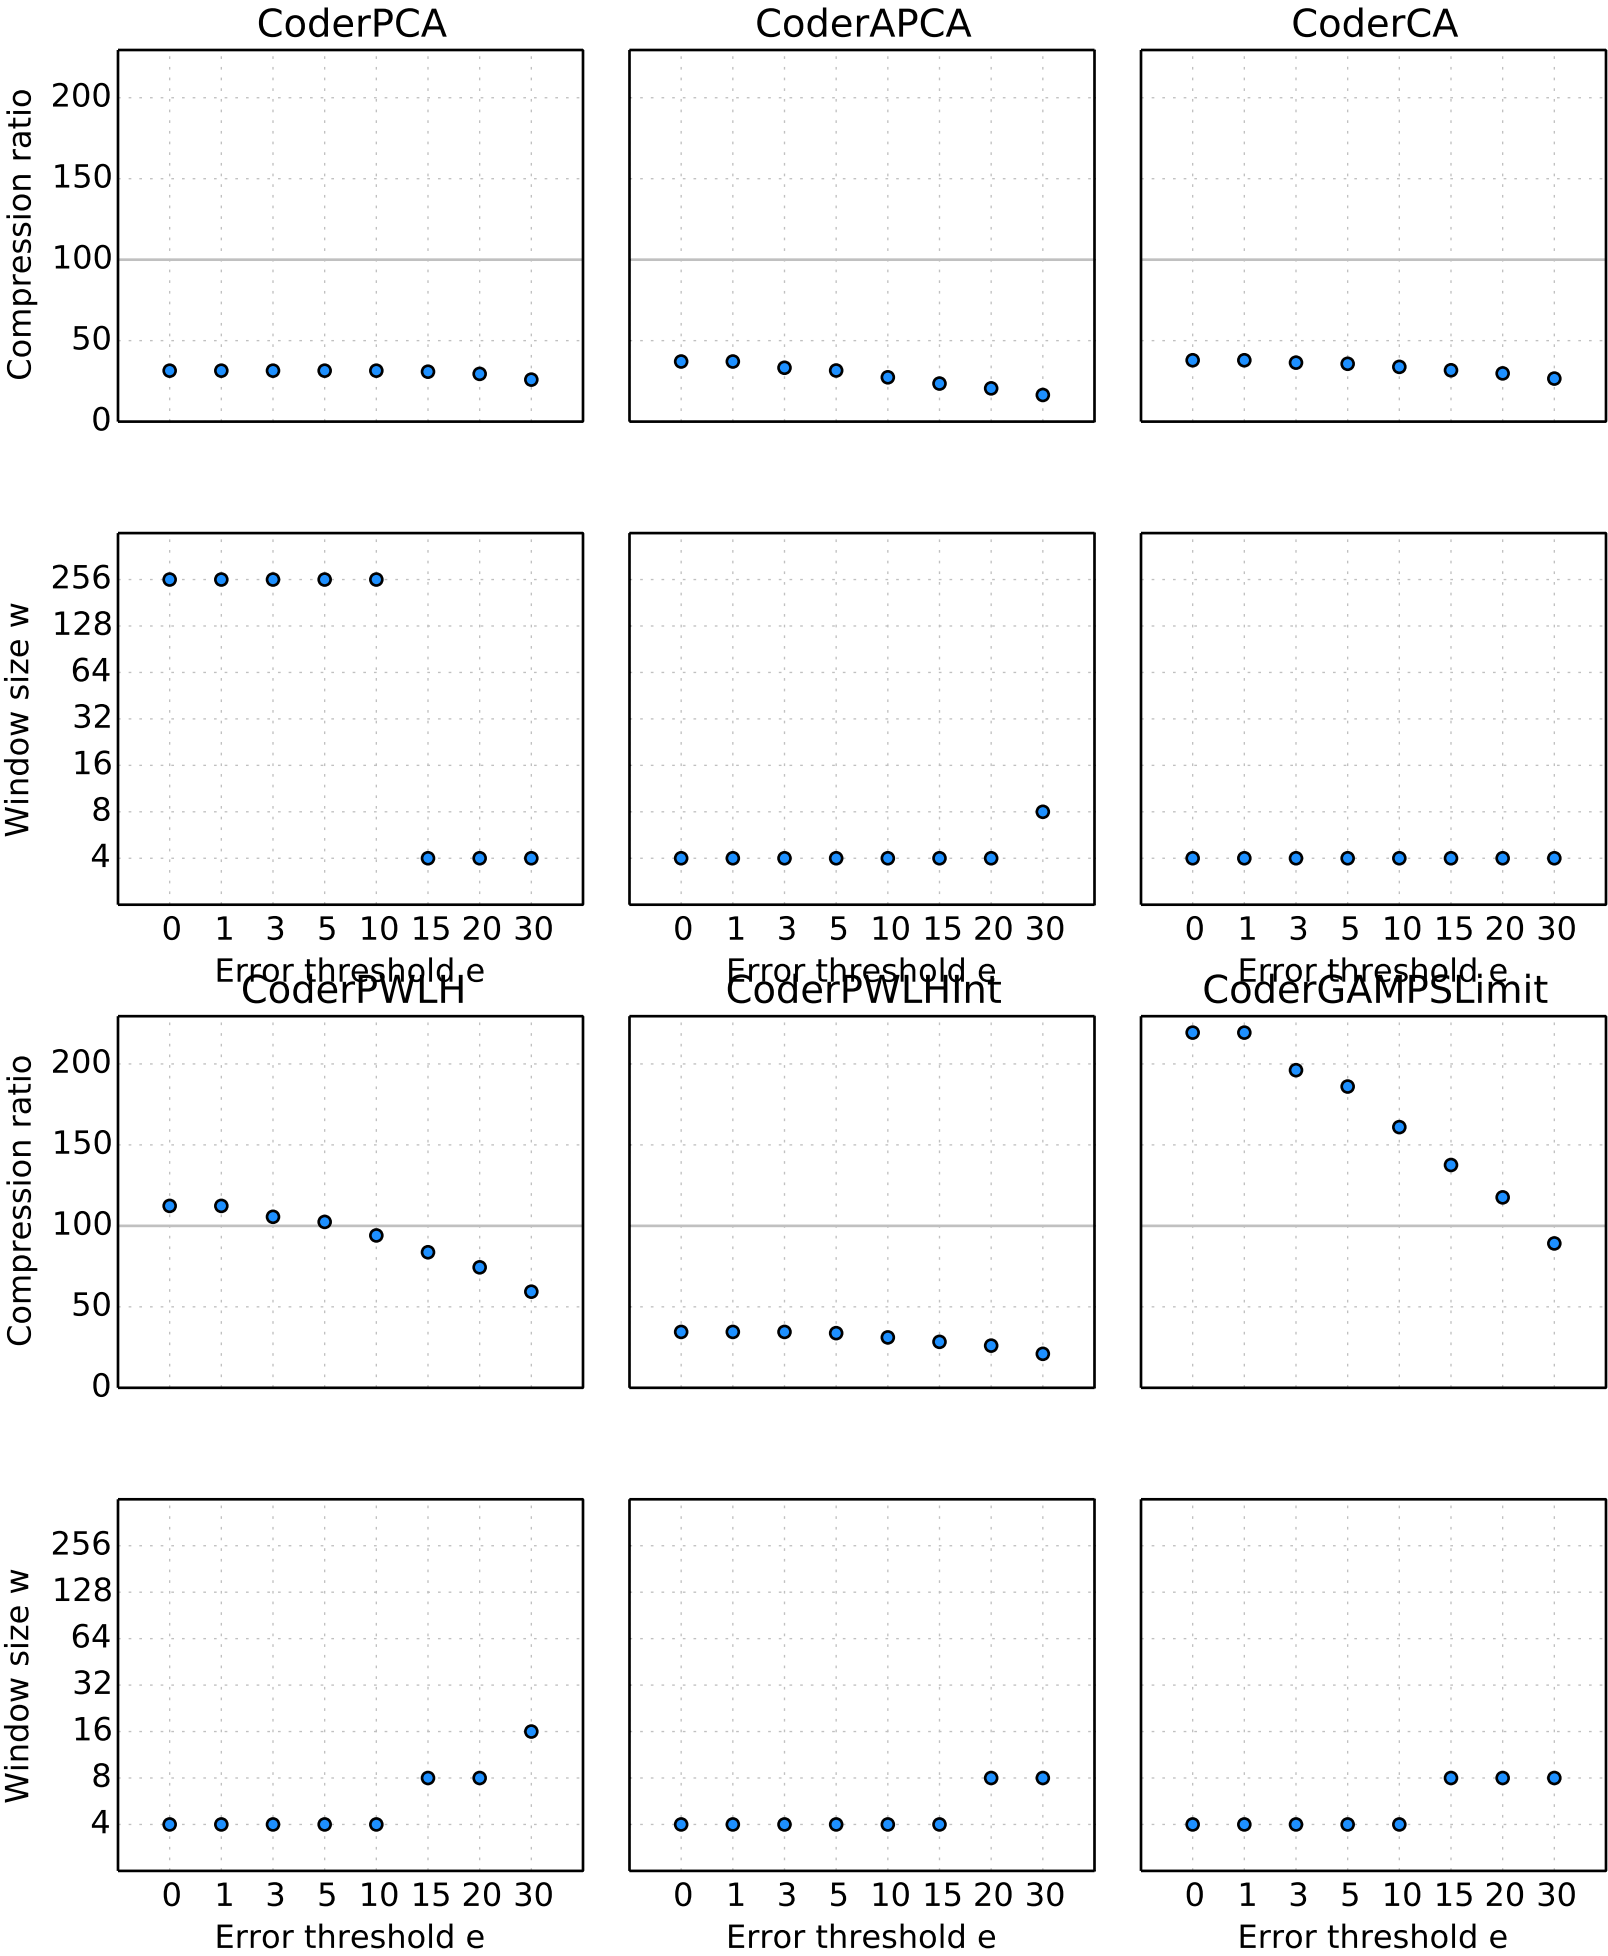 CoderPCA CoderAPCA CoderCA
Compression ratio
200
150
100
50
0
Window size w
256
128
64
32
16
8
4
0 1 3 5 10 15 20 30 0 1 3 5 10 15 20 30 0 1 3 5 10 15 20 30
Error threshold e Error threshold e Error threshold e
CoderPWLH CoderPWLHInt CoderGAMPSLimit
Compression ratio
200
150
100
50
0
Window size w
256
128
64
32
16
8
4
0 1 3 5 10 15 20 30 0 1 3 5 10 15 20 30 0 1 3 5 10 15 20 30
Error threshold e Error threshold e Error threshold e